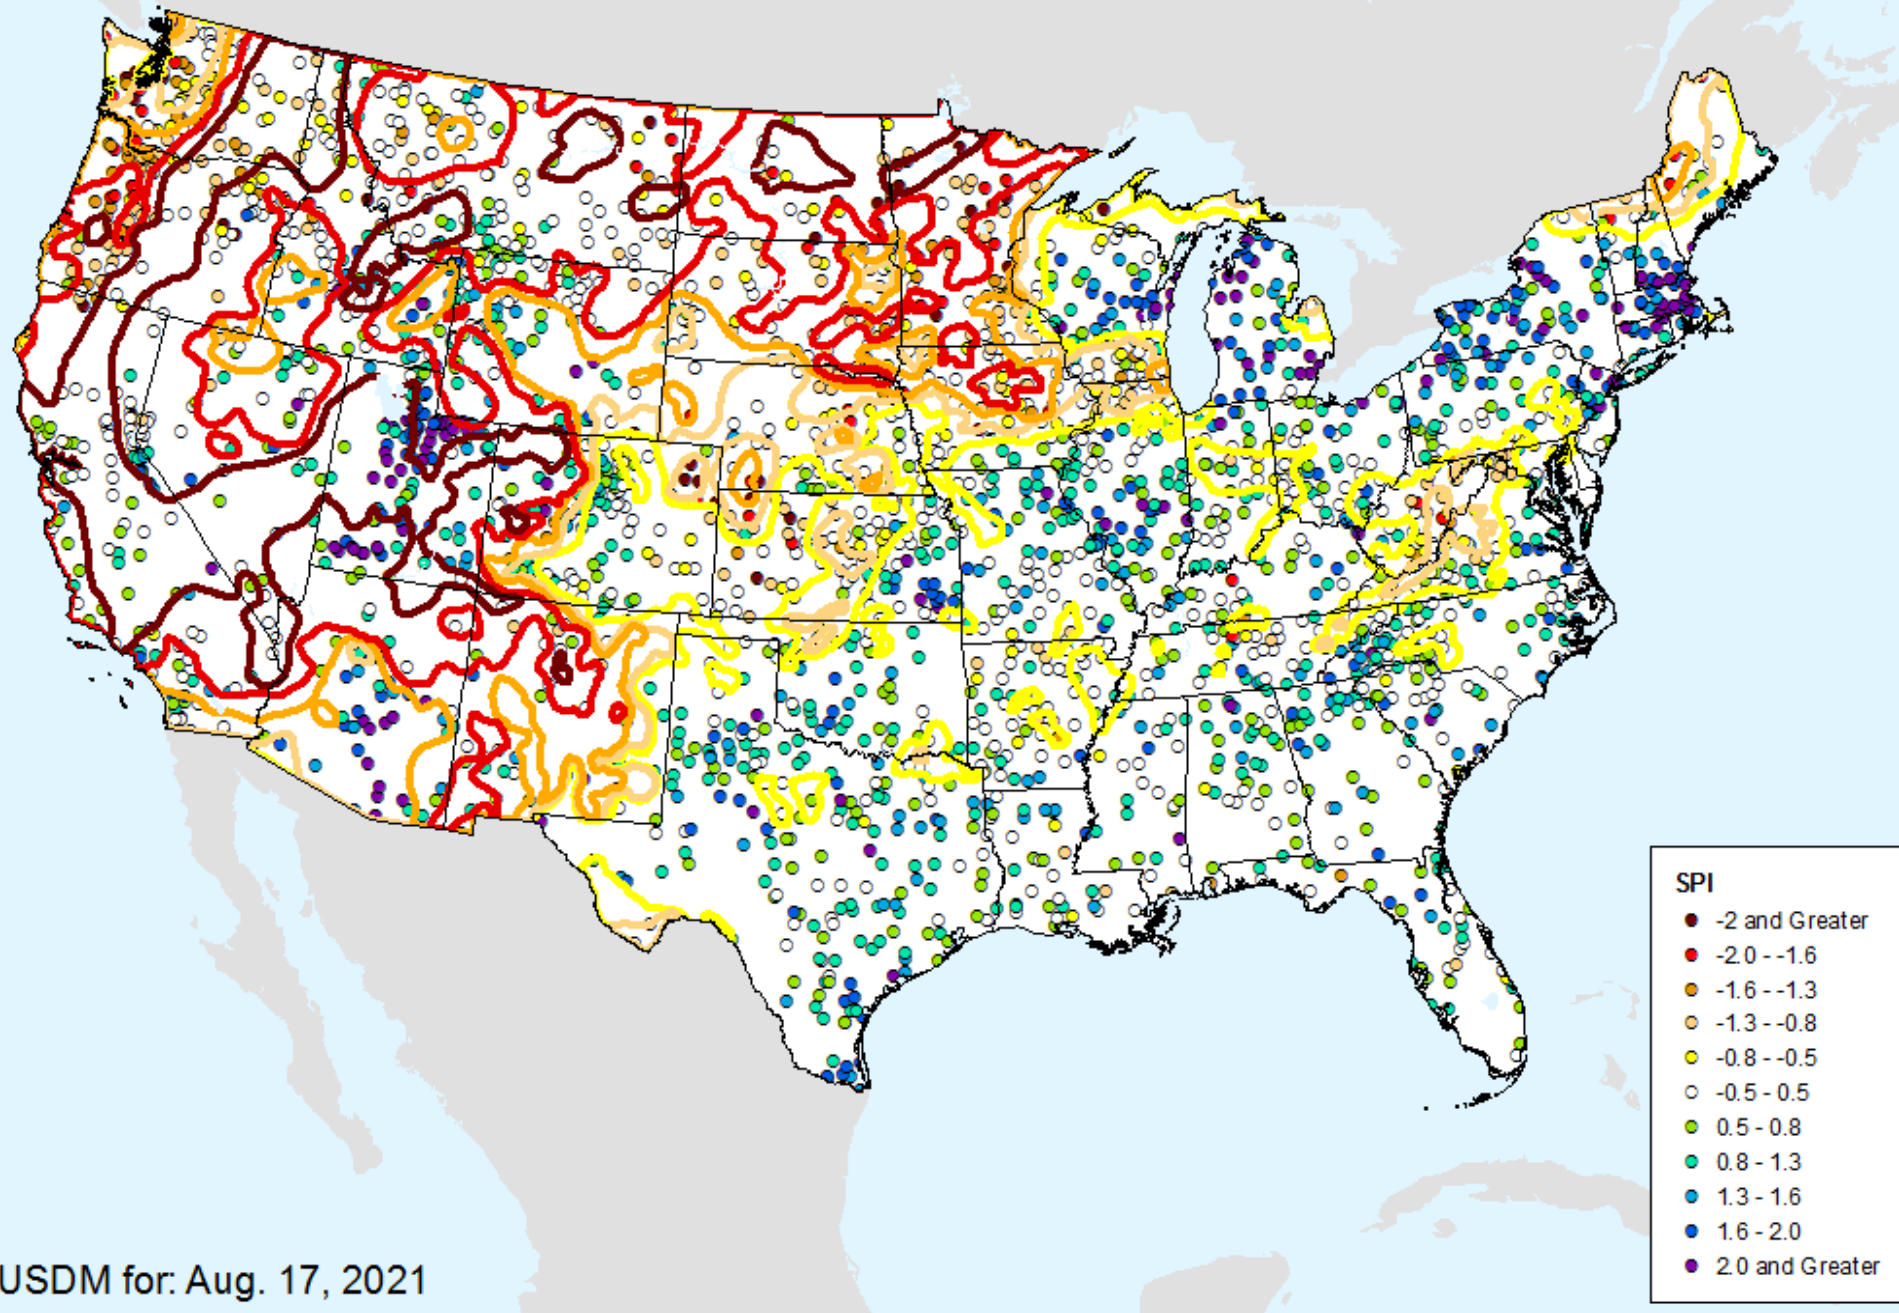 SPI
-2 and Greater
-2.0 - -1.6
-1.6 - -1.3
-1.3 - -0.8
-0.8 - -0.5
-0.5 - 0.5
0.5 - 0.8
0.8 - 1.3
1.3 - 1.6
1.6 - 2.0
2.0 and Greater
USDM for: Aug. 17, 2021